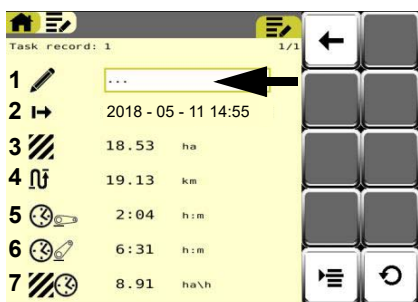 Task record: 1 1/1
1 ...
2 2018 - 05 - 11 14:55
3 18.53 ha
4 19.13 km
5 2:04 h:m
6 6:31 h:m
7 8.91 ha\h